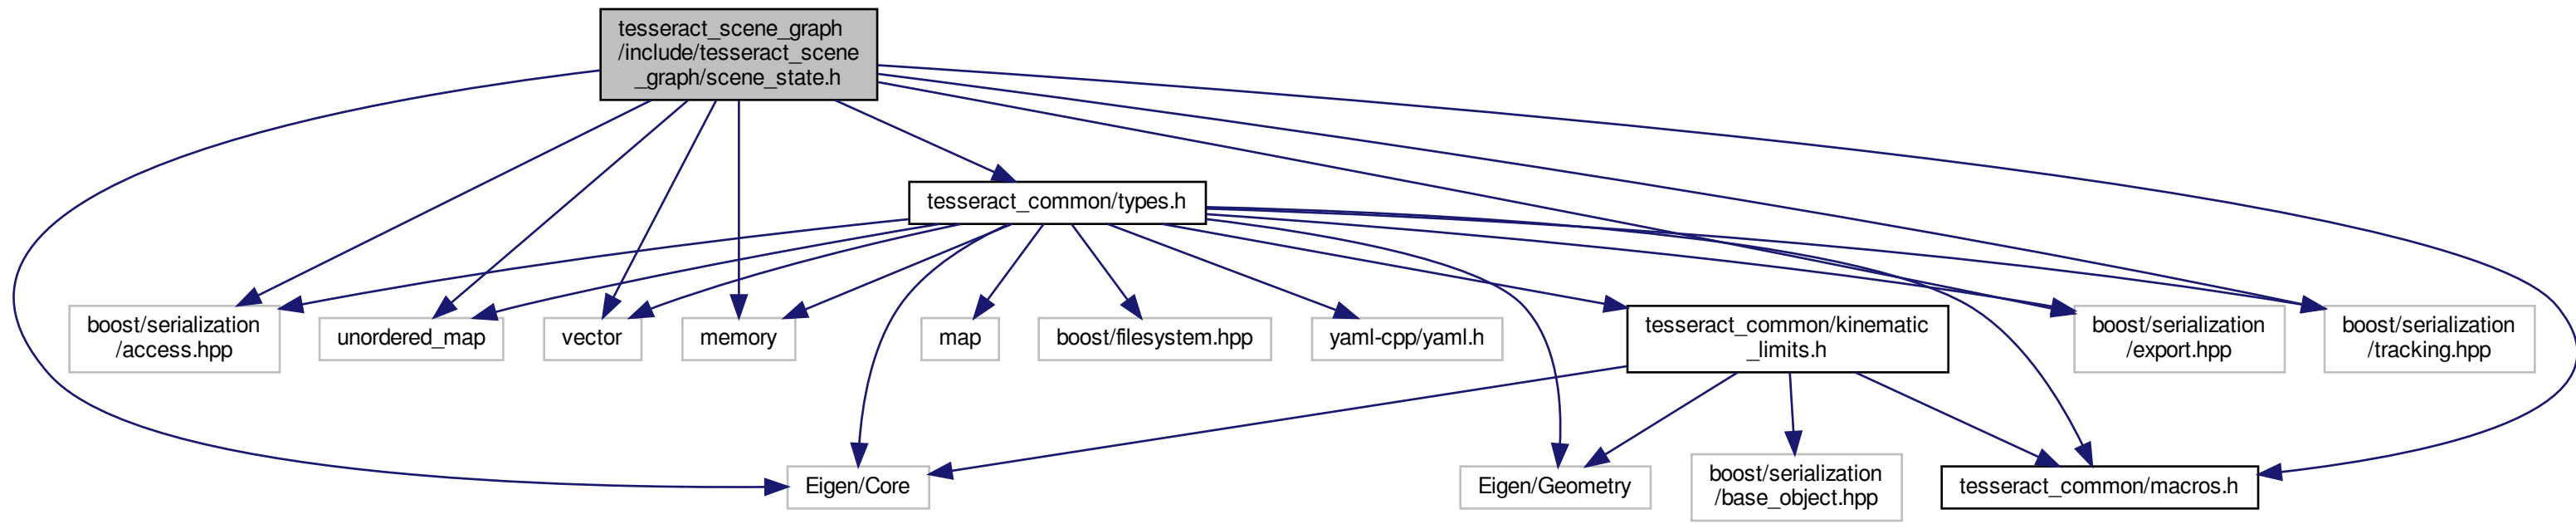 tesseract_scene_graph
/include/tesseract_scene
_graph/scene_state.h
tesseract_common/types.h
boost/serialization
/access.hpp
unordered_map
vector
memory
map
boost/filesystem.hpp
yaml-cpp/yaml.h
tesseract_common/kinematic
_limits.h
boost/serialization
/export.hpp
boost/serialization
/tracking.hpp
Eigen/Core
Eigen/Geometry
boost/serialization
/base_object.hpp
tesseract_common/macros.h